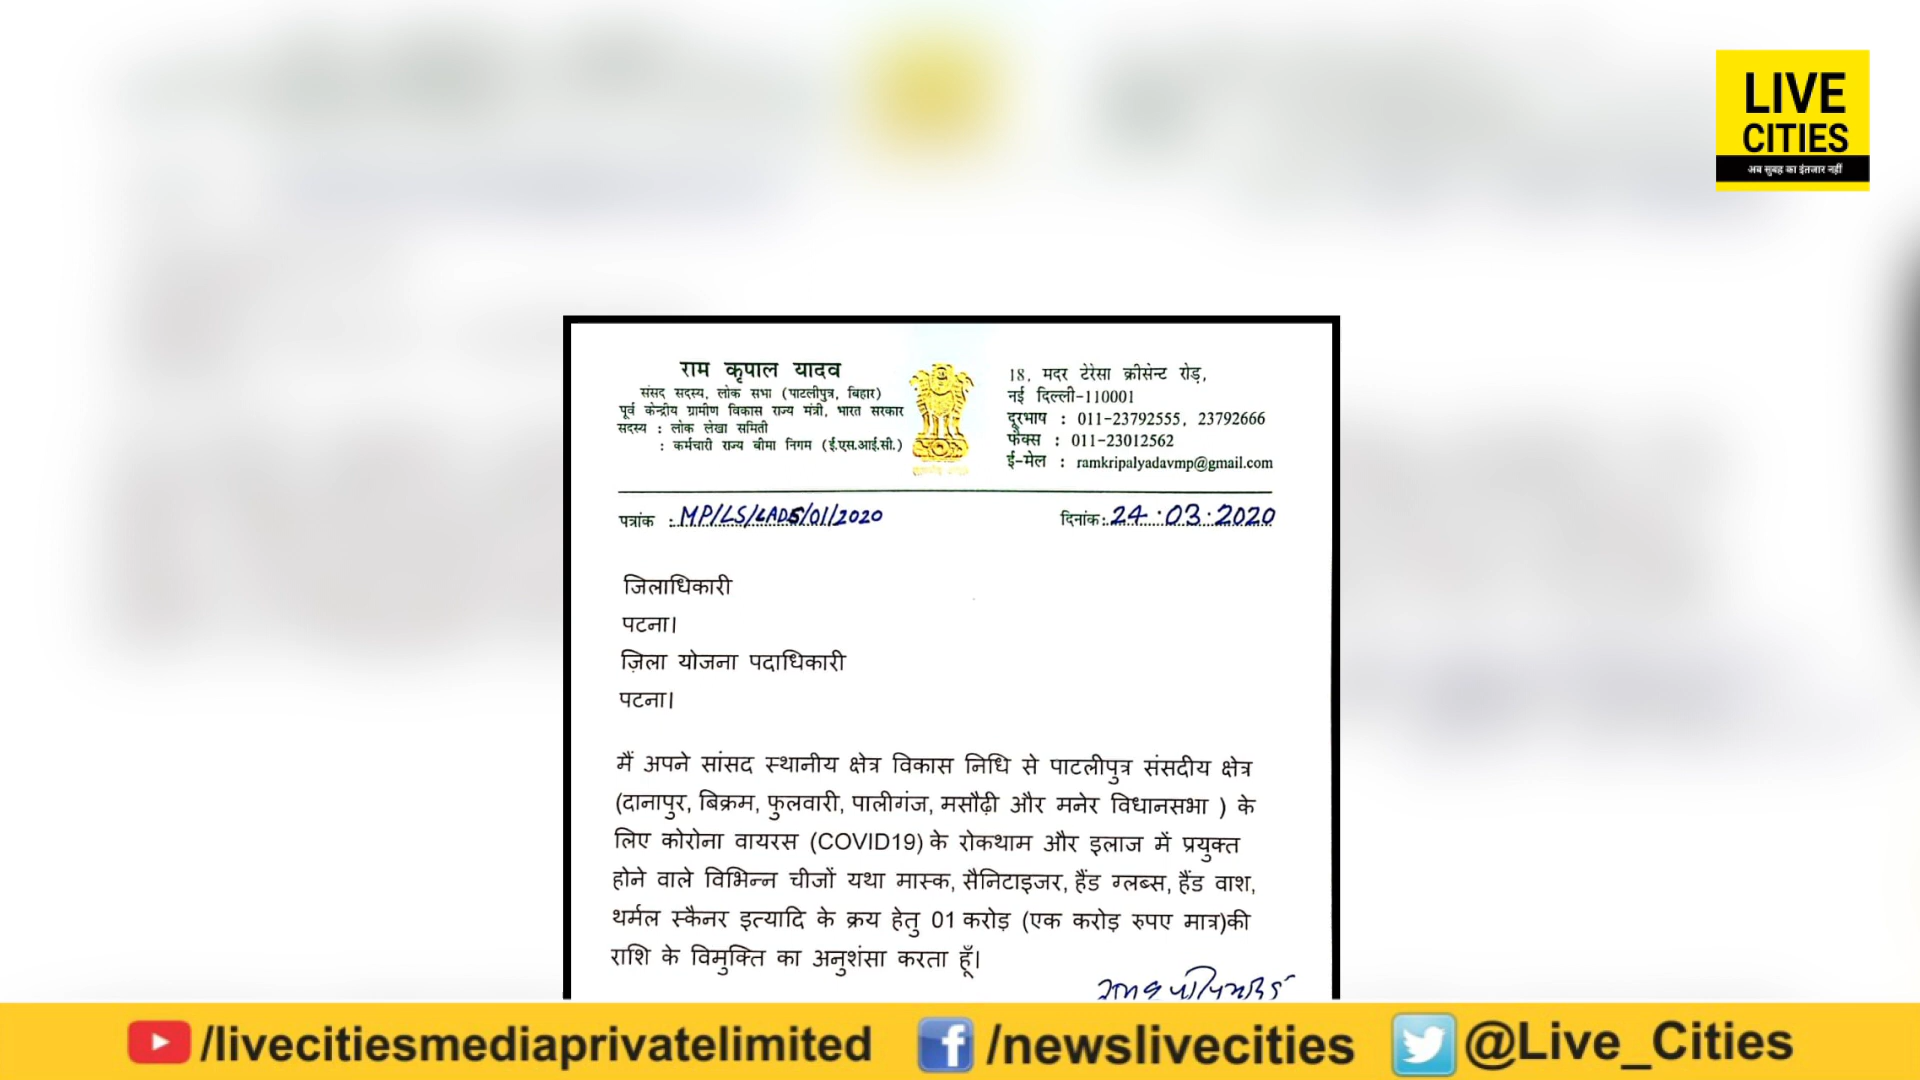 LIVE
CITIES
अब सुबह का इंतजार नहीं
राम कृपाल यादव
संसद सदस्य, लोक सभा (पाटलीपुत्र, बिहार)
पूर्व केन्द्रीय ग्रामीण विकास राज्य मंत्री, भारत सरकार
सदस्य : लोक लेखा समिति
: कर्मचारी राज्य बीमा निगम (ई.एस.आई.सी.)
18, मदर टेरेसा क्रीसेन्ट रोड़,
नई दिल्ली-110001
दूरभाष : 011-23792555, 23792666
फैक्स : 011-23012562
ई-मेल : ramkripalyadavmp@gmail.com
पत्रांक : MP/LS/LADS/01/2020
दिनांक: 24.03.2020
जिलाधिकारी
पटना।
ज़िला योजना पदाधिकारी
पटना।
मैं अपने सांसद स्थानीय क्षेत्र विकास निधि से पाटलीपुत्र संसदीय क्षेत्र
(दानापुर, बिक्रम, फुलवारी, पालीगंज, मसौढ़ी और मनेर विधानसभा ) के
लिए कोरोना वायरस (COVID19) के रोकथाम और इलाज में प्रयुक्त
होने वाले विभिन्न चीजों यथा मास्क, सैनिटाइजर, हैंड ग्लब्स, हैंड वाश,
थर्मल स्कैनर इत्यादि के क्रय हेतु 01 करोड़ (एक करोड़ रुपए मात्र)की
राशि के विमुक्ति का अनुशंसा करता हूँ।
/livecitiesmediaprivatelimited
/newslivecities
@Live_Cities